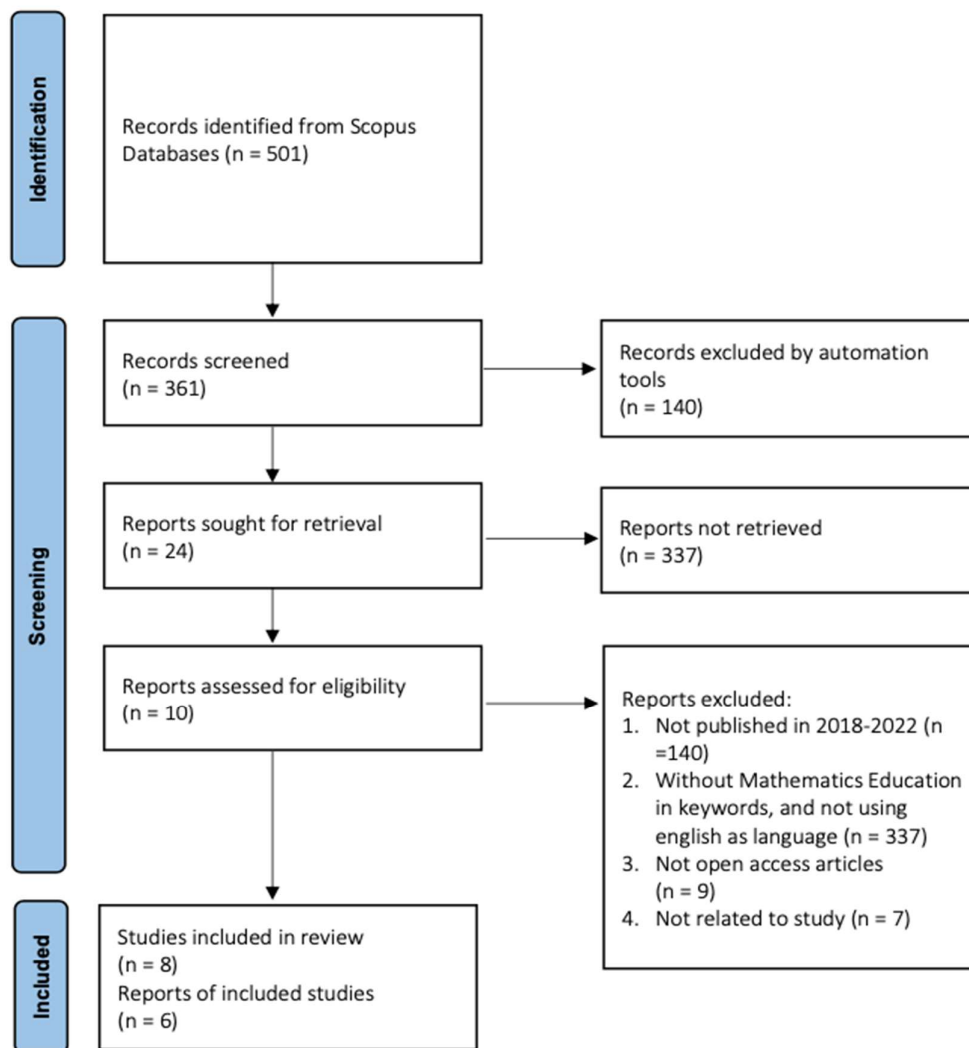 Identification
Records identified from Scopus
Databases (n = 501)
Screening
Records screened
(n = 361)
Records excluded by automation
tools
(n = 140)
Reports sought for retrieval
(n = 24)
Reports not retrieved
(n = 337)
Reports assessed for eligibility
(n = 10)
Reports excluded:
1. Not published in 2018-2022 (n
=140)
2. Without Mathematics Education
in keywords, and not using
english as language (n = 337)
3. Not open access articles
(n = 9)
4. Not related to study (n = 7)
Included
Studies included in review
(n = 8)
Reports of included studies
(n = 6)